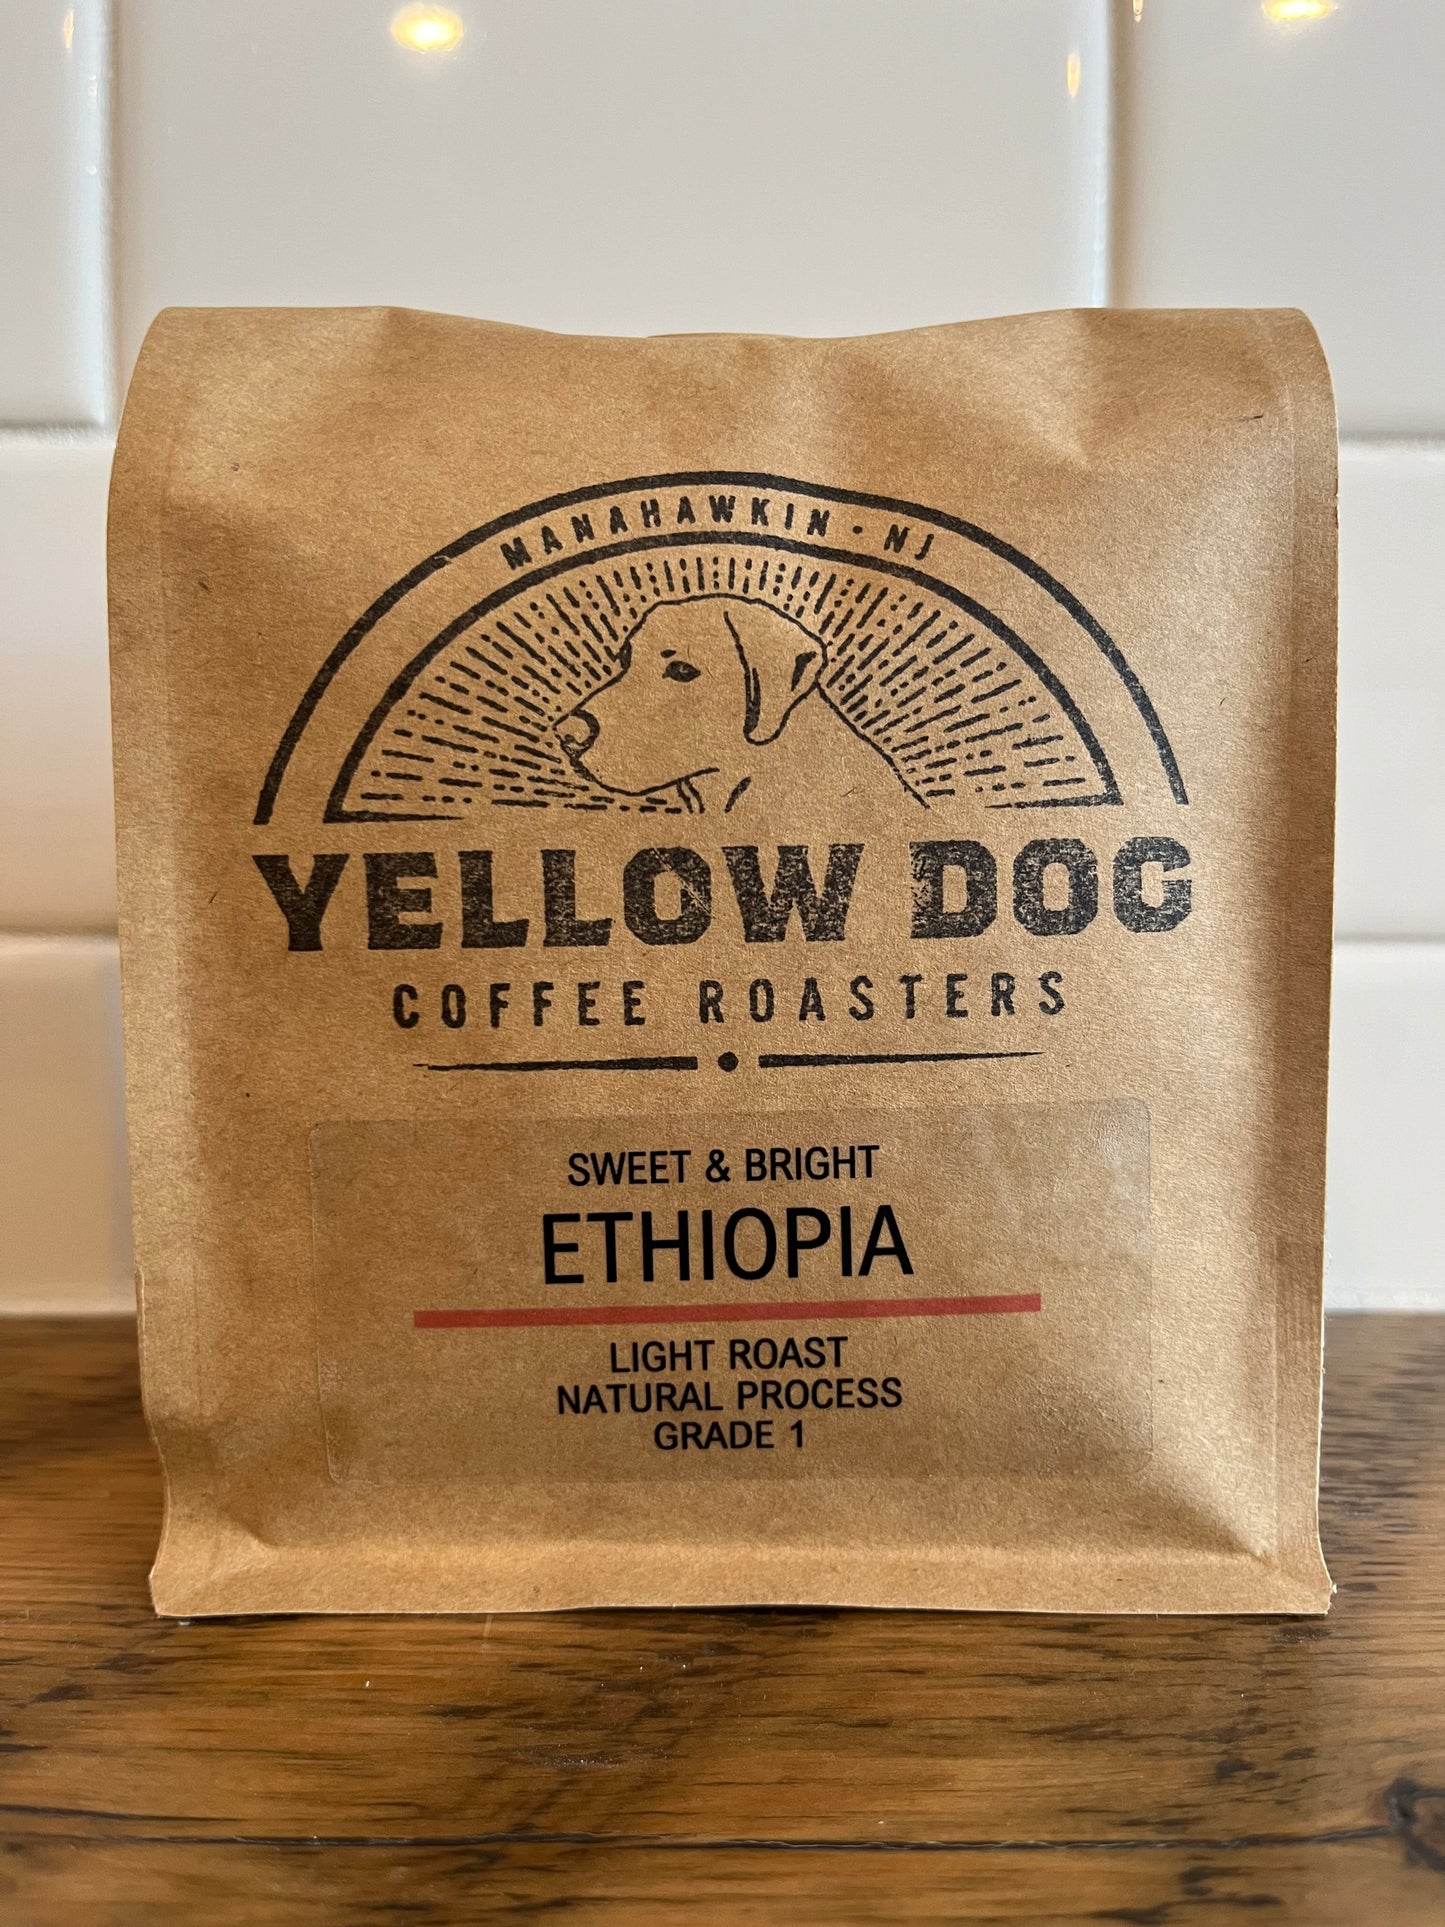 MANAHAWKIN · NJ
YELLOW DOG
COFFEE ROASTERS
SWEET & BRIGHT
ETHIOPIA
LIGHT ROAST
NATURAL PROCESS
GRADE 1